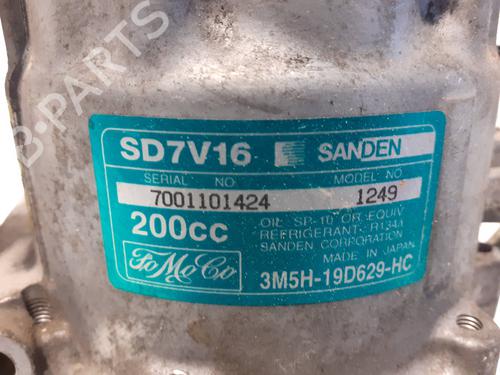 SD7V16 SANDEN
SERIAL NO MODEL NO
7001101424 1249
200cc
OIL SP-10 OR EQUIV
REFRIGERANT R134a
SANDEN CORPORATION
MADE IN JAPAN
FoMoCo
3M5H-19D629-HC
B-PARTS